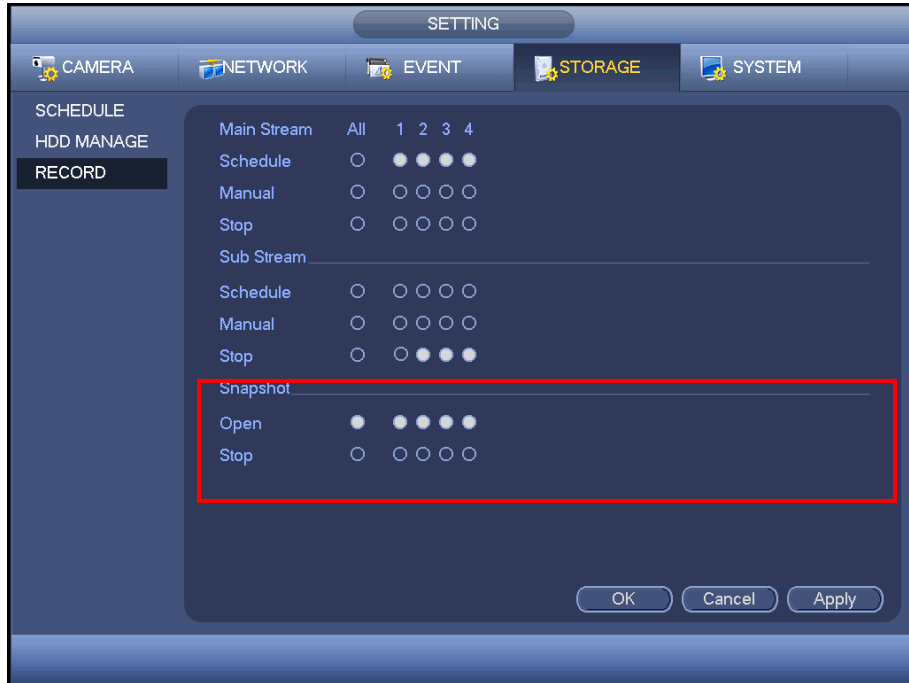 SETTING
CAMERA NETWORK EVENT STORAGE SYSTEM
SCHEDULE
HDD MANAGE
RECORD
Main Stream All 1 2 3 4
Schedule
Manual
Stop
Sub Stream
Schedule
Manual
Stop
Snapshot
Open
Stop
OK Cancel Apply